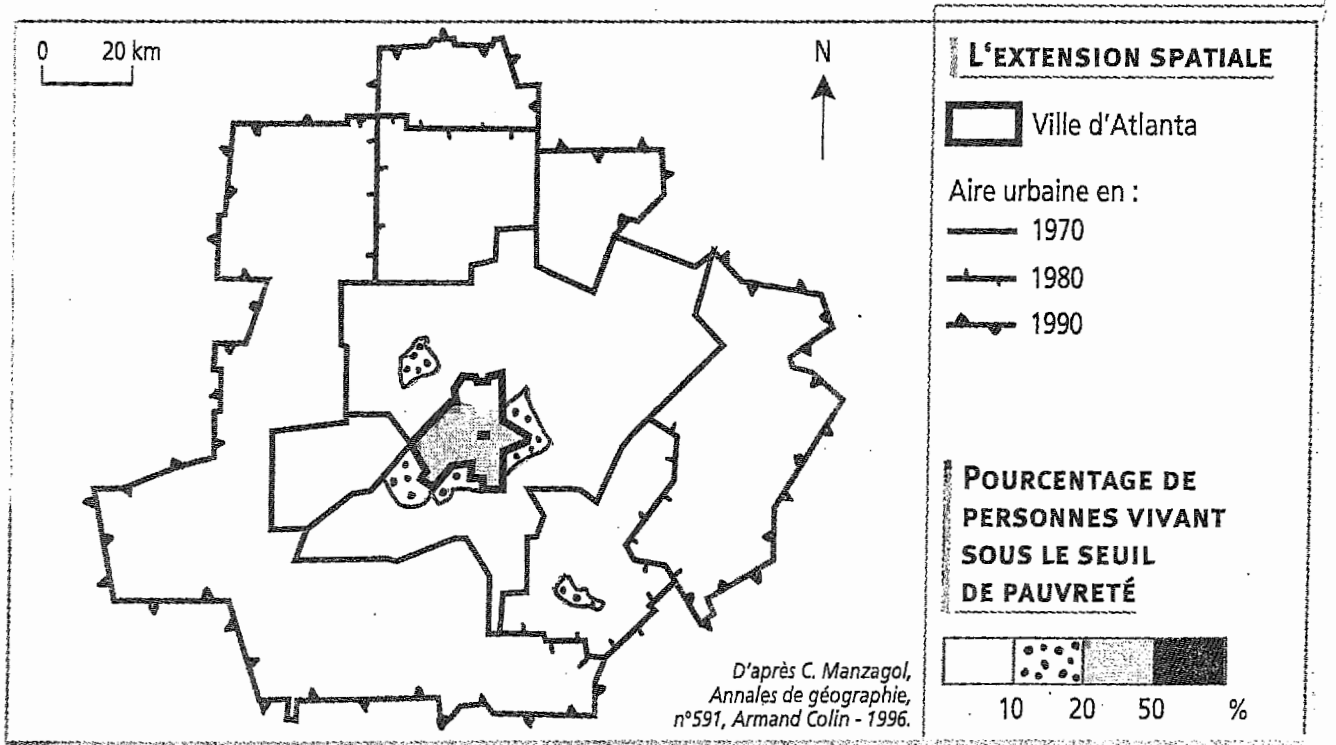 0 20 km
N
D'après C. Manzagol,
Annales de géographie,
n°591, Armand Colin - 1996.
L'EXTENSION SPATIALE
Ville d'Atlanta
Aire urbaine en :
1970
1980
1990
POURCENTAGE DE
PERSONNES VIVANT
SOUS LE SEUIL
DE PAUVRETÉ
10 20 50 %